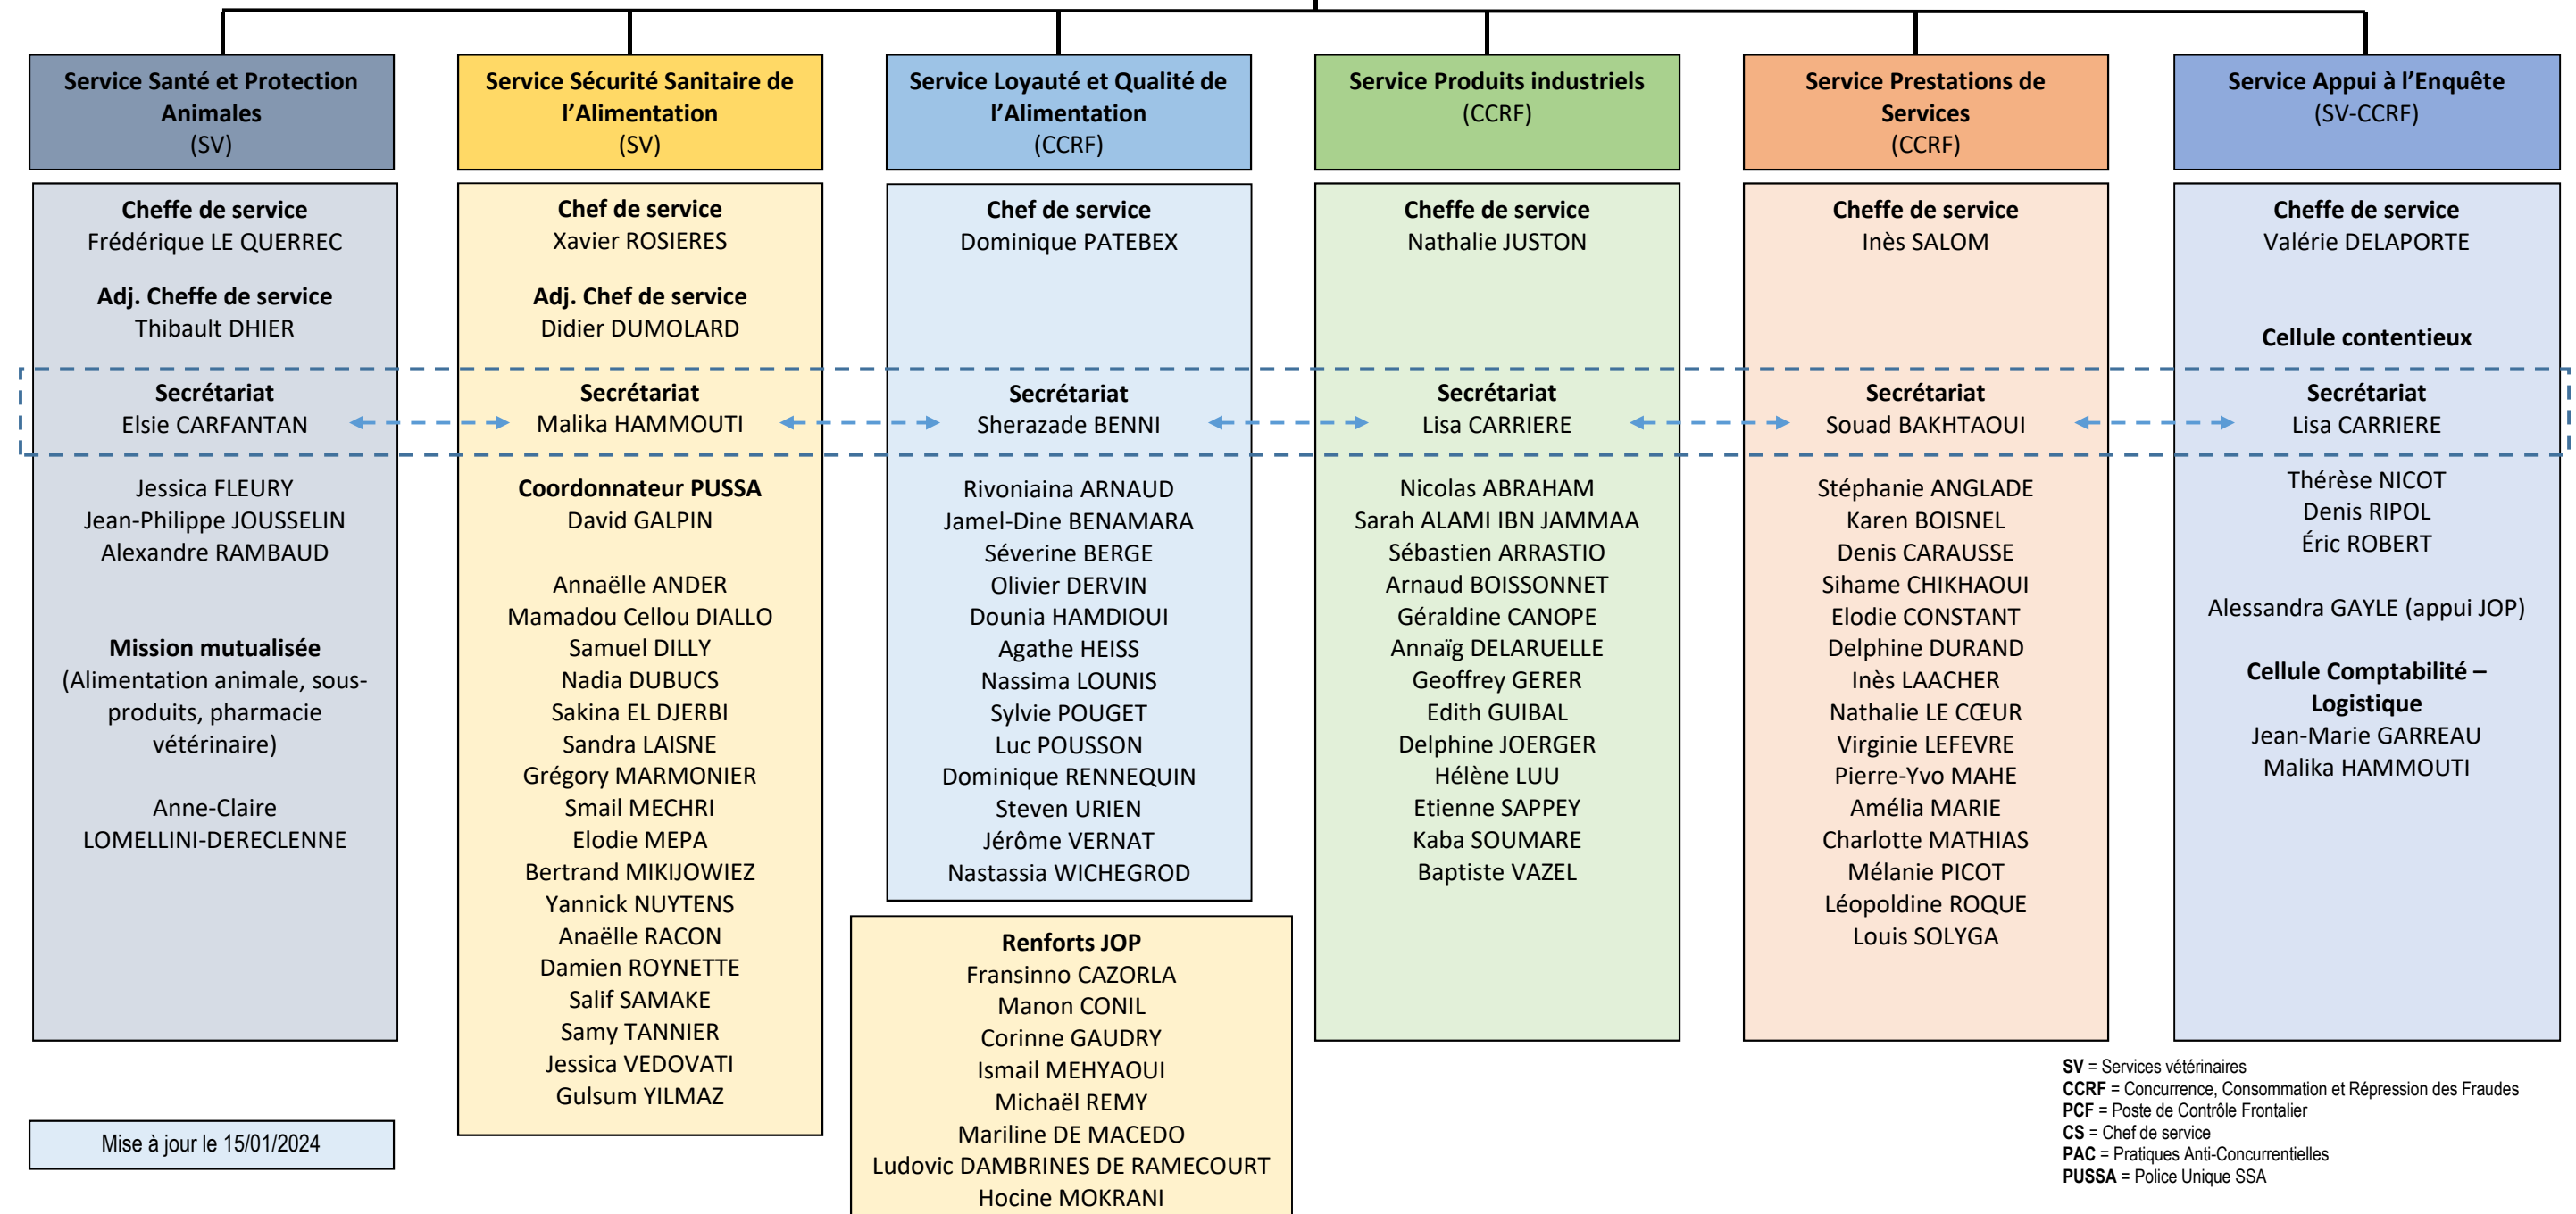 Service Santé et Protection
Animales
(SV)
Cheffe de service
Frédérique LE QUERREC
Adj. Cheffe de service
Thibault DHIER
Secrétariat
Elsie CARFANTAN
Jessica FLEURY
Jean-Philippe JOUSSELIN
Alexandre RAMBAUD
Mission mutualisée
(Alimentation animale, sous-
produits, pharmacie
vétérinaire)
Anne-Claire
LOMELLINI-DERECLENNE
Mise à jour le 15/01/2024
Service Sécurité Sanitaire de
l’Alimentation
(SV)
Chef de service
Xavier ROSIERES
Adj. Chef de service
Didier DUMOLARD
Secrétariat
Malika HAMMOUTI
Coordonnateur PUSSA
David GALPIN
Annaëlle ANDER
Mamadou Cellou DIALLO
Samuel DILLY
Nadia DUBUCS
Sakina EL DJERBI
Sandra LAISNE
Grégory MARMONIER
Smail MECHRI
Elodie MEPA
Bertrand MIKIJOWIEZ
Yannick NUYTENS
Anaëlle RACON
Damien ROYNETTE
Salif SAMAKE
Samy TANNIER
Jessica VEDOVATI
Gulsum YILMAZ
Service Loyauté et Qualité de
l’Alimentation
(CCRF)
Chef de service
Dominique PATEBEX
Secrétariat
Sherazade BENNI
Rivoniaina ARNAUD
Jamel-Dine BENAMARA
Séverine BERGE
Olivier DERVIN
Dounia HAMDIOUI
Agathe HEISS
Nassima LOUNIS
Sylvie POUGET
Luc POUSSON
Dominique RENNEQUIN
Steven URIEN
Jérôme VERNAT
Nastassia WICHEGROD
Renforts JOP
Fransinno CAZORLA
Manon CONIL
Corinne GAUDRY
Ismail MEHYAOUI
Michaël REMY
Mariline DE MACEDO
Ludovic DAMBRINES DE RAMECOURT
Hocine MOKRANI
Service Produits industriels
(CCRF)
Cheffe de service
Nathalie JUSTON
Secrétariat
Lisa CARRIERE
Nicolas ABRAHAM
Sarah ALAMI IBN JAMMAA
Sébastien ARRASTIO
Arnaud BOISSONNET
Géraldine CANOPE
Annaïg DELARUELLE
Geoffrey GERER
Edith GUIBAL
Delphine JOERGER
Hélène LUU
Etienne SAPPEY
Kaba SOUMARE
Baptiste VAZEL
Service Prestations de
Services
(CCRF)
Cheffe de service
Inès SALOM
Secrétariat
Souad BAKHTAOUI
Stéphanie ANGLADE
Karen BOISNEL
Denis CARAUSSE
Sihame CHIKHAOUI
Elodie CONSTANT
Delphine DURAND
Inès LAACHER
Nathalie LE CŒUR
Virginie LEFEVRE
Pierre-Yvo MAHE
Amélia MARIE
Charlotte MATHIAS
Mélanie PICOT
Léopoldine ROQUE
Louis SOLYGA
Service Appui à l’Enquête
(SV-CCRF)
Cheffe de service
Valérie DELAPORTE
Cellule contentieux
Secrétariat
Lisa CARRIERE
Thérèse NICOT
Denis RIPOL
Éric ROBERT
Alessandra GAYLE (appui JOP)
Cellule Comptabilité –
Logistique
Jean-Marie GARREAU
Malika HAMMOUTI
SV = Services vétérinaires
CCRF = Concurrence, Consommation et Répression des Fraudes
PCF = Poste de Contrôle Frontalier
CS = Chef de service
PAC = Pratiques Anti-Concurrentielles
PUSSA = Police Unique SSA